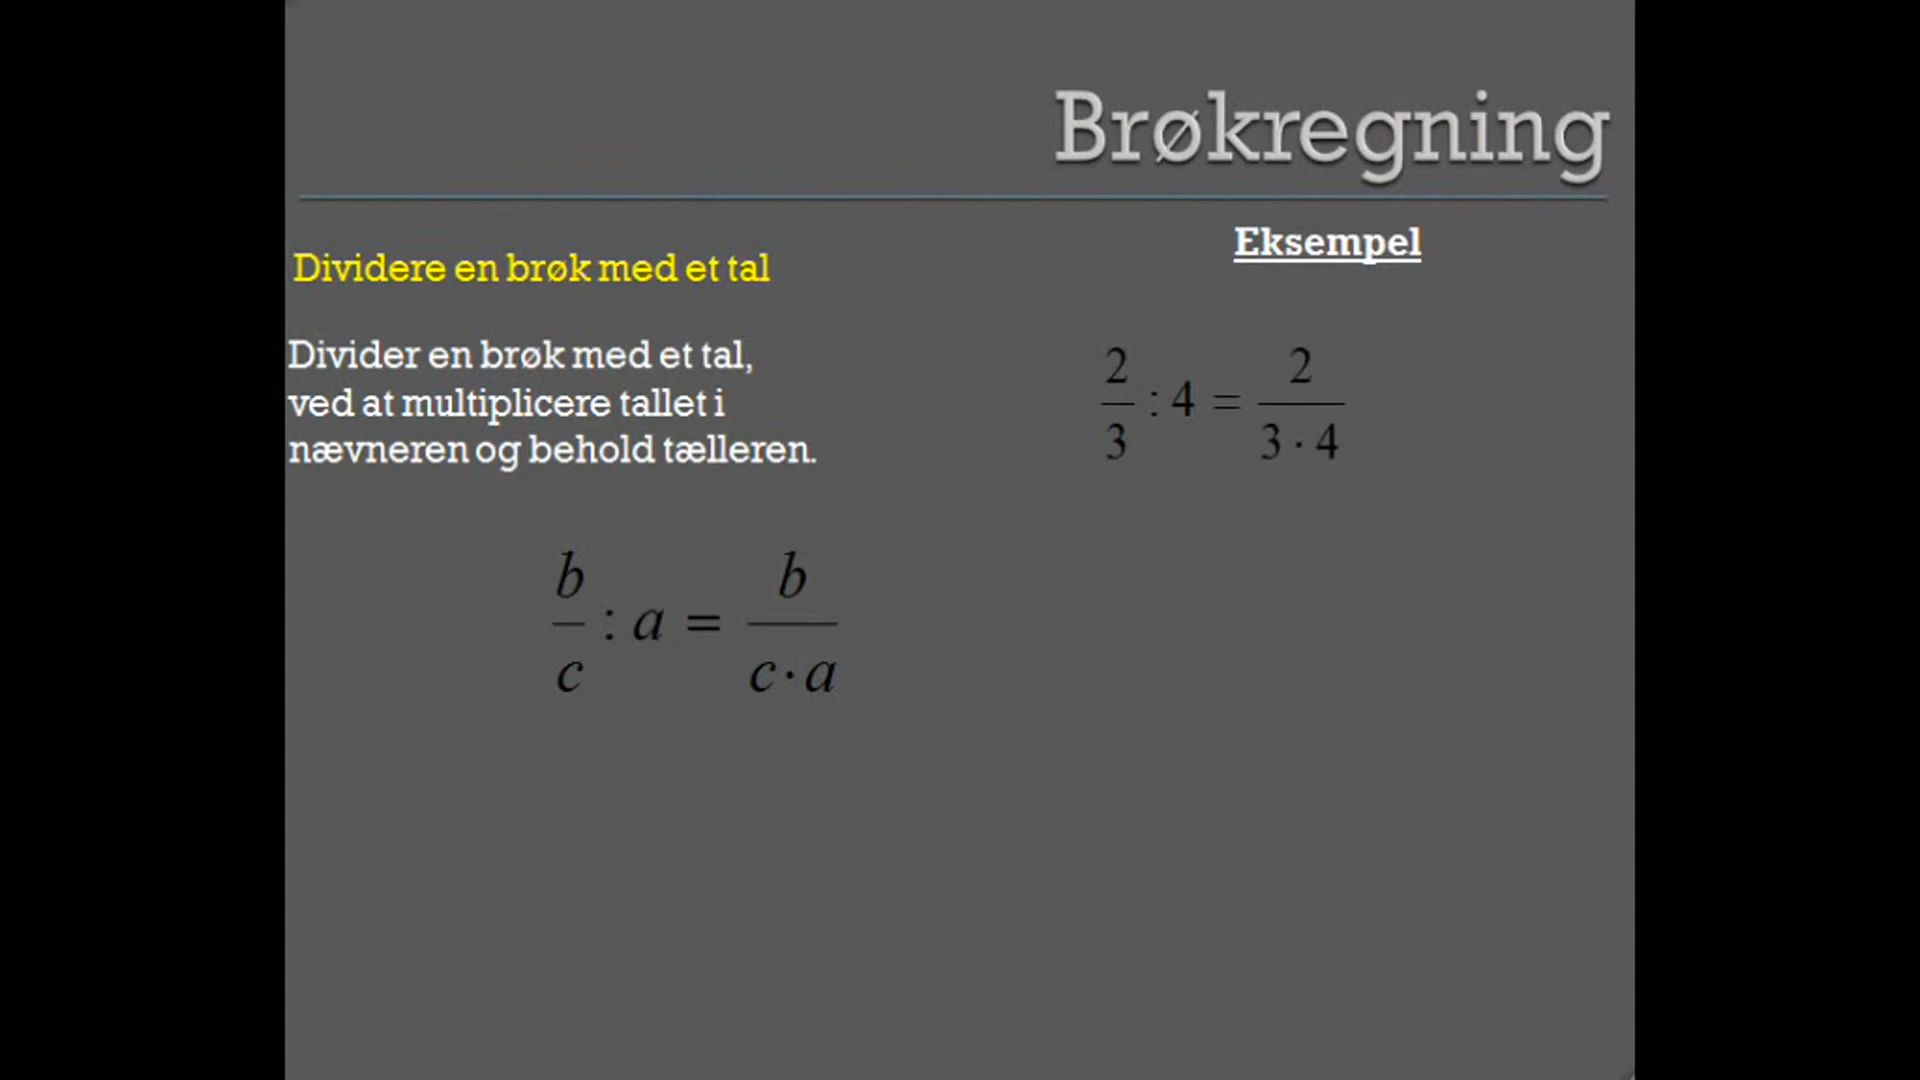 Brøkregning
Dividere en brøk med et tal
Divider en brøk med et tal,
ved at multiplicere tallet i
nævneren og behold tælleren.
b/c : a = b/(c · a)
Eksempel
2/3 : 4 = 2/(3 · 4)